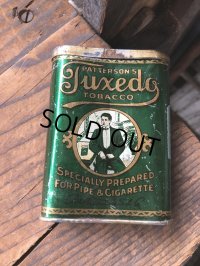 PATTERSON'S
Tuxedo
TOBACCO
SOLD OUT
SPECIALLY PREPARED
FOR PIPE & CIGARETTE